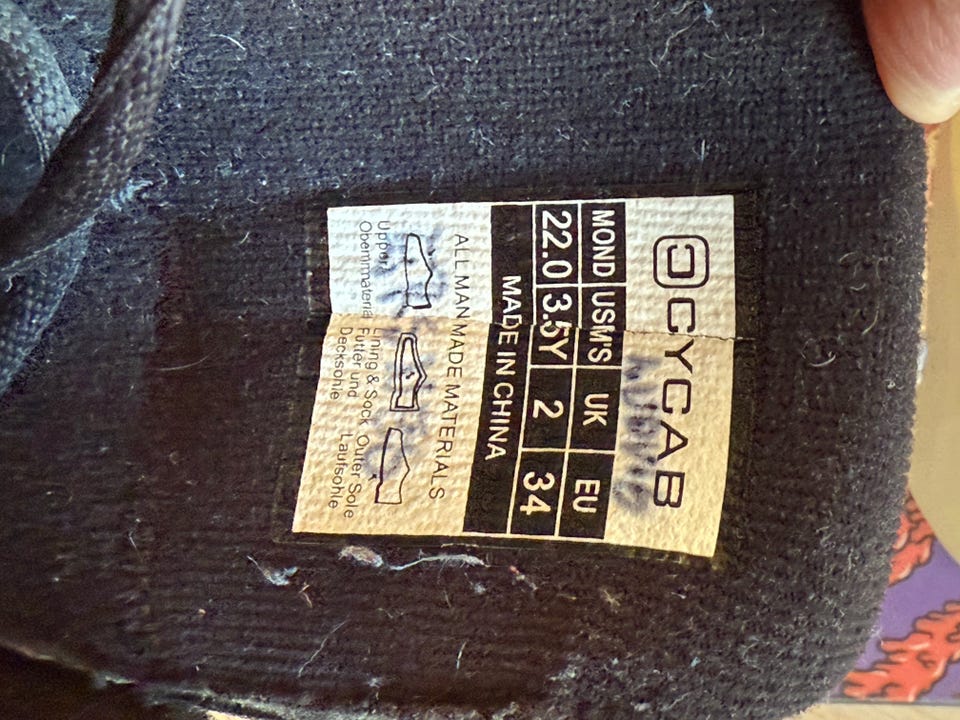 CYCAB
MOND USM'S UK EU
22.0 3.5Y 2 34
MADE IN CHINA
ALL MAN MADE MATERIALS
Upper Lining & Sock Outer Sole
Obermmaterial Futter und Laufsohle
Decksohle